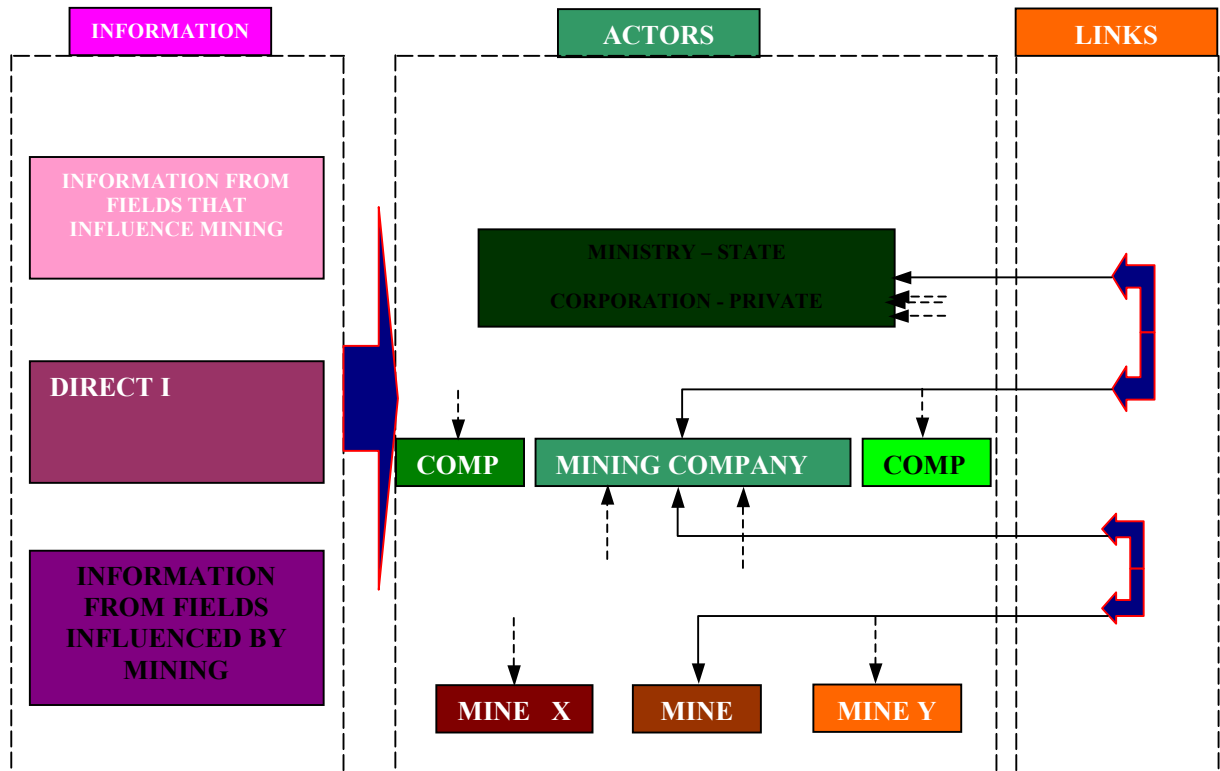 INFORMATION
ACTORS
LINKS
INFORMATION FROM
FIELDS THAT
INFLUENCE MINING
MINISTRY – STATE
CORPORATION - PRIVATE
DIRECT I
COMP
MINING COMPANY
COMP
INFORMATION
FROM FIELDS
INFLUENCED BY
MINING
MINE X
MINE
MINE Y